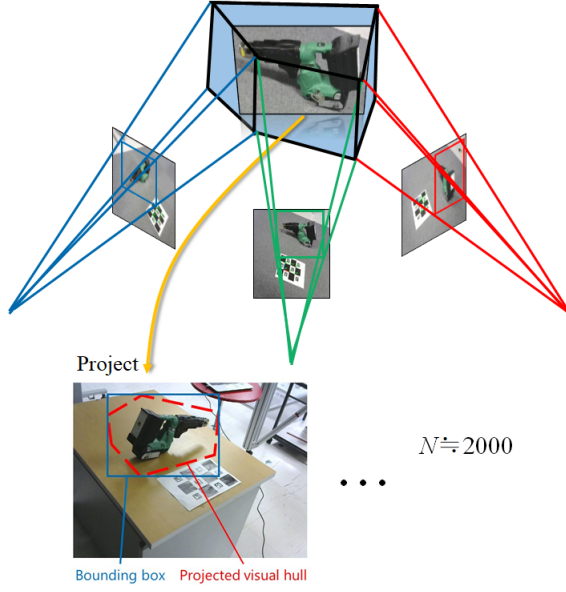 Project
N≒2000
• • •
Bounding box
Projected visual hull